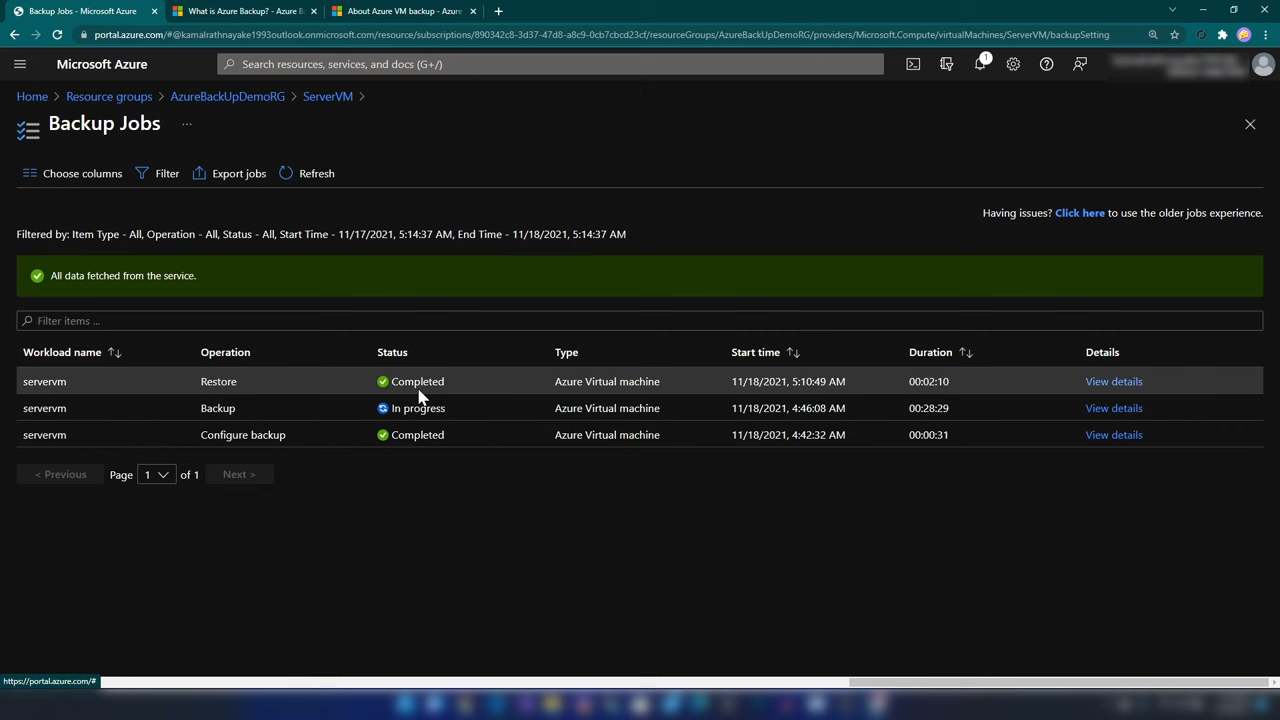 Backup Jobs - Microsoft Azure
What is Azure Backup? - Azure B
About Azure VM backup - Azure
portal.azure.com/#@kamalrathnayake1993outlook.onmicrosoft.com/resource/subscriptions/890342c8-3d37-47d8-a8c9-0cb7cbcd23cf/resourceGroups/AzureBackUpDemoRG/providers/Microsoft.Compute/virtualMachines/ServerVM/backupSetting
Microsoft Azure
Search resources, services, and docs (G+/)
1
Home > Resource groups > AzureBackUpDemoRG > ServerVM >
Backup Jobs ...
Choose columns Filter Export jobs Refresh
Having issues? Click here to use the older jobs experience.
Filtered by: Item Type - All, Operation - All, Status - All, Start Time - 11/17/2021, 5:14:37 AM, End Time - 11/18/2021, 5:14:37 AM
All data fetched from the service.
Filter items ...
Workload name Operation Status Type Start time Duration Details
servervm Restore Completed Azure Virtual machine 11/18/2021, 5:10:49 AM 00:02:10 View details
servervm Backup In progress Azure Virtual machine 11/18/2021, 4:46:08 AM 00:28:29 View details
servervm Configure backup Completed Azure Virtual machine 11/18/2021, 4:42:32 AM 00:00:31 View details
< Previous Page 1 of 1 Next >
https://portal.azure.com/#